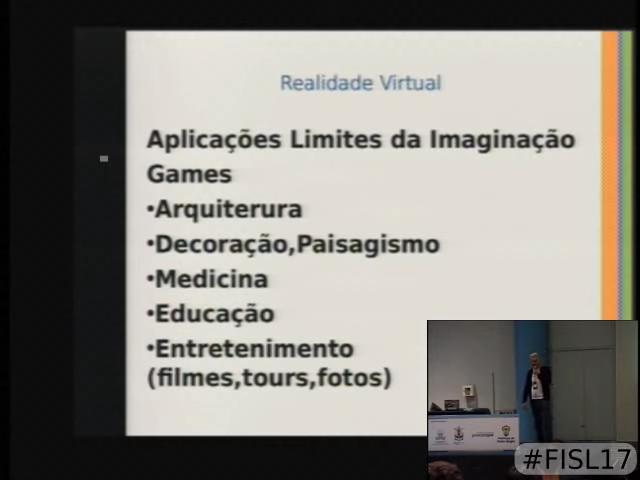 Realidade Virtual
Aplicações Limites da Imaginação
Games
•Arquiterura
•Decoração,Paisagismo
•Medicina
•Educação
•Entretenimento
(filmes,tours,fotos)
#FISL17